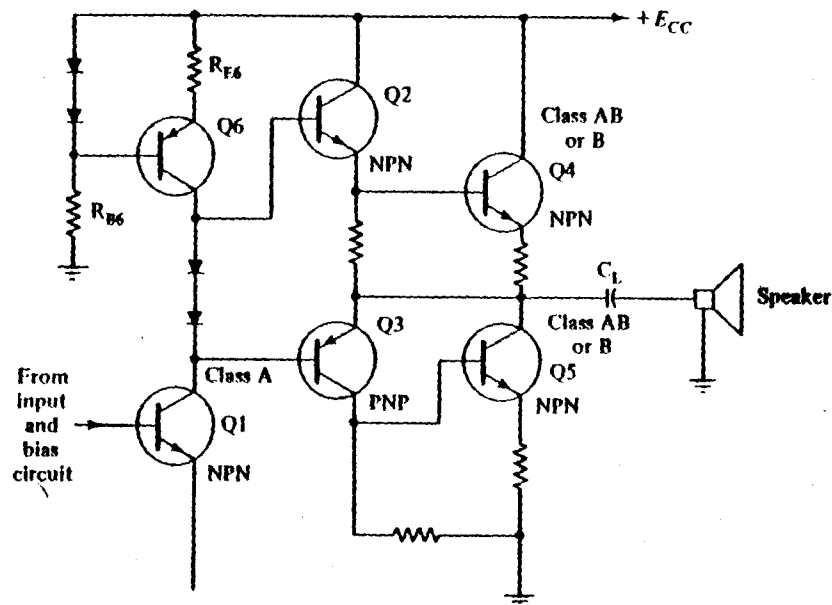 + E_CC
R_E6
Q2
Q6
Class AB
or B
NPN
Q4
R_B6
NPN
C_L
Speaker
Q3
Class AB
or B
Class A
Q5
From
input
and
bias
circuit
PNP
NPN
Q1
NPN